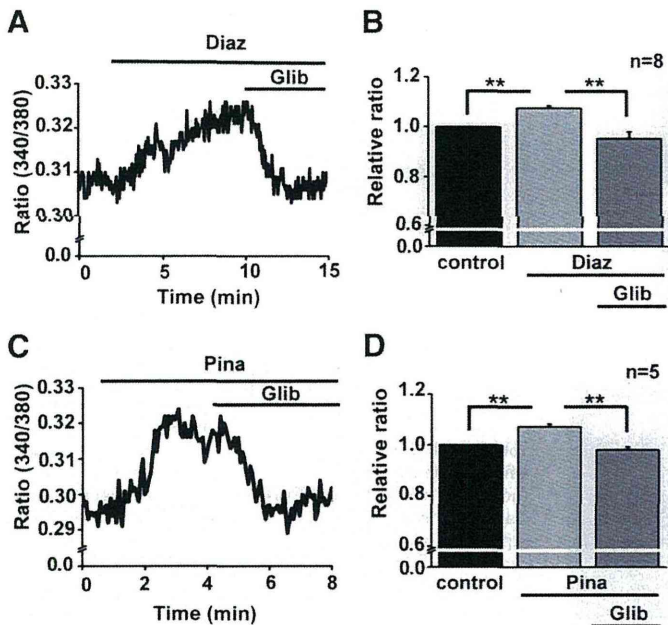 A
Diaz
Glib
Ratio (340/380)
0.33
0.32
0.31
0.30
0.0
0 5 10 15
Time (min)
B
n=8
** **
Relative ratio
1.2
1.0
0.8
0.6
0.0
control Diaz
Glib
C
Pina
Glib
Ratio (340/380)
0.33
0.32
0.31
0.30
0.29
0.0
0 2 4 6 8
Time (min)
D
n=5
** **
Relative ratio
1.2
1.0
0.8
0.6
0.0
control Pina
Glib